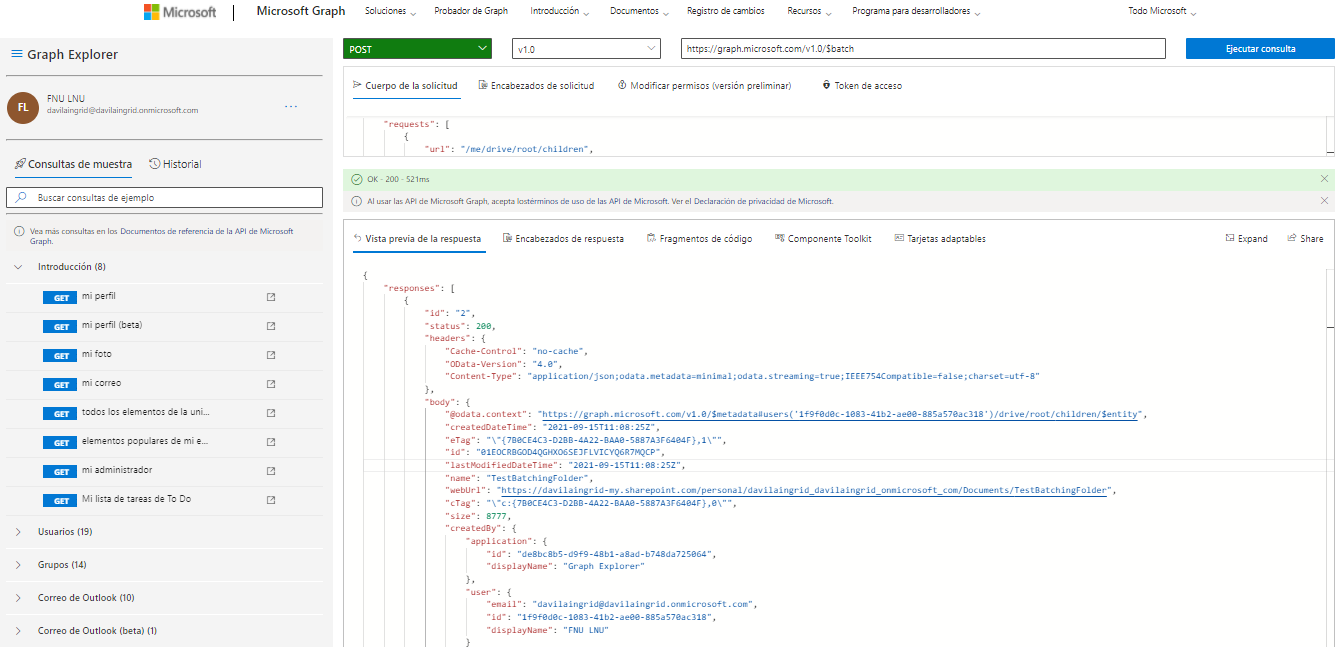 Microsoft | Microsoft Graph Soluciones Probador de Graph Introducción Documentos Registro de cambios Recursos Programa para desarrolladores Todo Microsoft
Graph Explorer
FL
FNU LNU
davilaingrid@davilaingrid.onmicrosoft.com
...
Consultas de muestra Historial
Buscar consultas de ejemplo
Vea más consultas en los Documentos de referencia de la API de Microsoft
Graph.
Introducción (8)
GET mi perfil
GET mi perfil (beta)
GET mi foto
GET mi correo
GET todos los elementos de la uni...
GET elementos populares de mi e...
GET mi administrador
GET Mi lista de tareas de To Do
Usuarios (19)
Grupos (14)
Correo de Outlook (10)
Correo de Outlook (beta) (1)
POST v1.0 https://graph.microsoft.com/v1.0/$batch Ejecutar consulta
Cuerpo de la solicitud Encabezados de solicitud Modificar permisos (versión preliminar) Token de acceso
"requests": [
{
"url": "/me/drive/root/children",
OK - 200 - 521ms
Al usar las API de Microsoft Graph, acepta lostérminos de uso de las API de Microsoft. Ver el Declaración de privacidad de Microsoft.
Vista previa de la respuesta Encabezados de respuesta Fragmentos de código Componente Toolkit Tarjetas adaptables Expand Share
{
"responses": [
{
"id": "2",
"status": 200,
"headers": {
"Cache-Control": "no-cache",
"OData-Version": "4.0",
"Content-Type": "application/json;odata.metadata=minimal;odata.streaming=true;IEEE754Compatible=false;charset=utf-8"
},
"body": {
"@odata.context": "https://graph.microsoft.com/v1.0/$metadata#users('1f9f0d0c-1083-41b2-ae00-885a570ac318')/drive/root/children/$entity",
"createdDateTime": "2021-09-15T11:08:25Z",
"eTag": "\"{7B0CE4C3-D2BB-4A22-BAA0-5887A3F6404F},1\"",
"id": "01EOCRBGOD4QGHXO6SEJFLVICYQ6R7MQCP",
"lastModifiedDateTime": "2021-09-15T11:08:25Z",
"name": "TestBatchingFolder",
"webUrl": "https://davilaingrid-my.sharepoint.com/personal/davilaingrid_davilaingrid_onmicrosoft_com/Documents/TestBatchingFolder",
"cTag": "\"c:{7B0CE4C3-D2BB-4A22-BAA0-5887A3F6404F},0\"",
"size": 8777,
"createdBy": {
"application": {
"id": "de8bc8b5-d9f9-48b1-a8ad-b748da725064",
"displayName": "Graph Explorer"
},
"user": {
"email": "davilaingrid@davilaingrid.onmicrosoft.com",
"id": "1f9f0d0c-1083-41b2-ae00-885a570ac318",
"displayName": "FNU LNU"
}